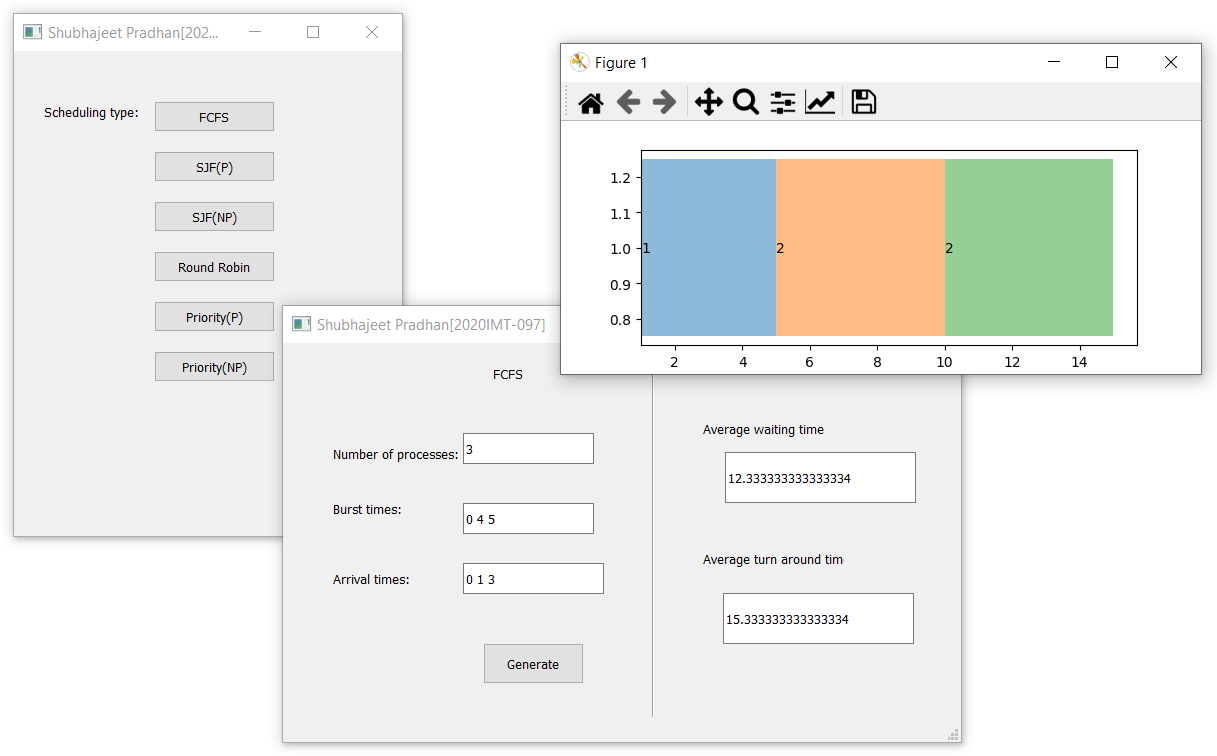 Shubhajeet Pradhan[202...
Scheduling type:
FCFS
SJF(P)
SJF(NP)
Round Robin
Priority(P)
Priority(NP)
Shubhajeet Pradhan[2020IMT-097]
FCFS
Number of processes:
3
Burst times:
0 4 5
Arrival times:
0 1 3
Generate
Average waiting time
12.333333333333334
Average turn around tim
15.333333333333334
Figure 1
1.2
1.1
1.0
0.9
0.8
1
2
2
2
4
6
8
10
12
14